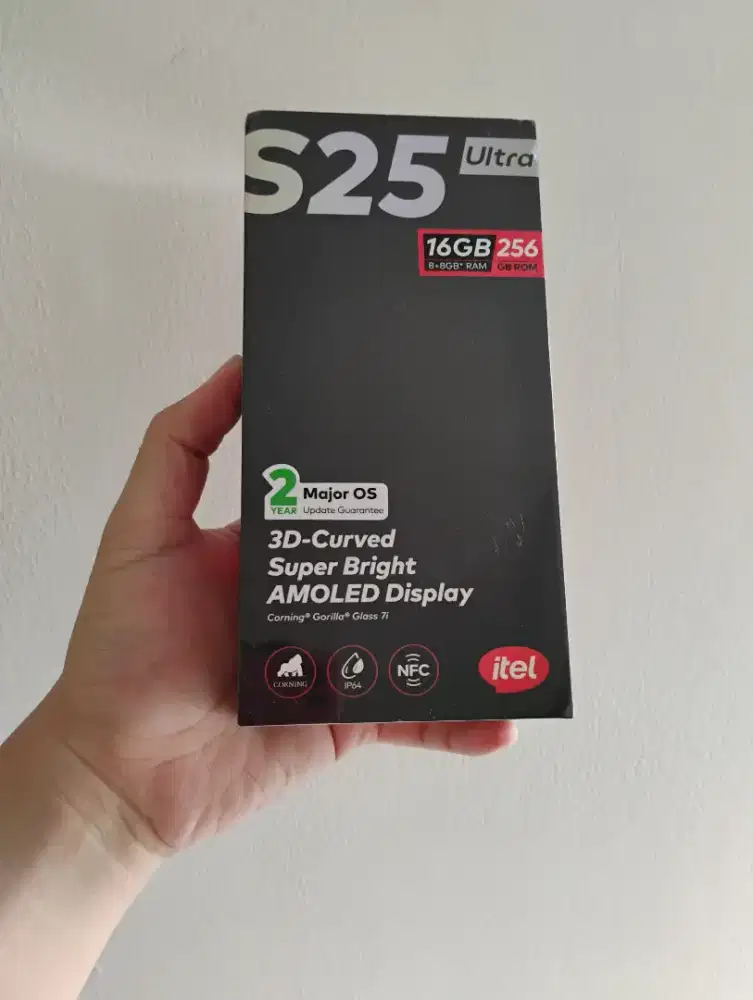 S25 Ultra
16GB 256
8+8GB* RAM GB ROM
2 Major OS
YEAR Update Guarantee
3D-Curved
Super Bright
AMOLED Display
Corning® Gorilla® Glass 7i
CORNING
IP64
NFC
itel